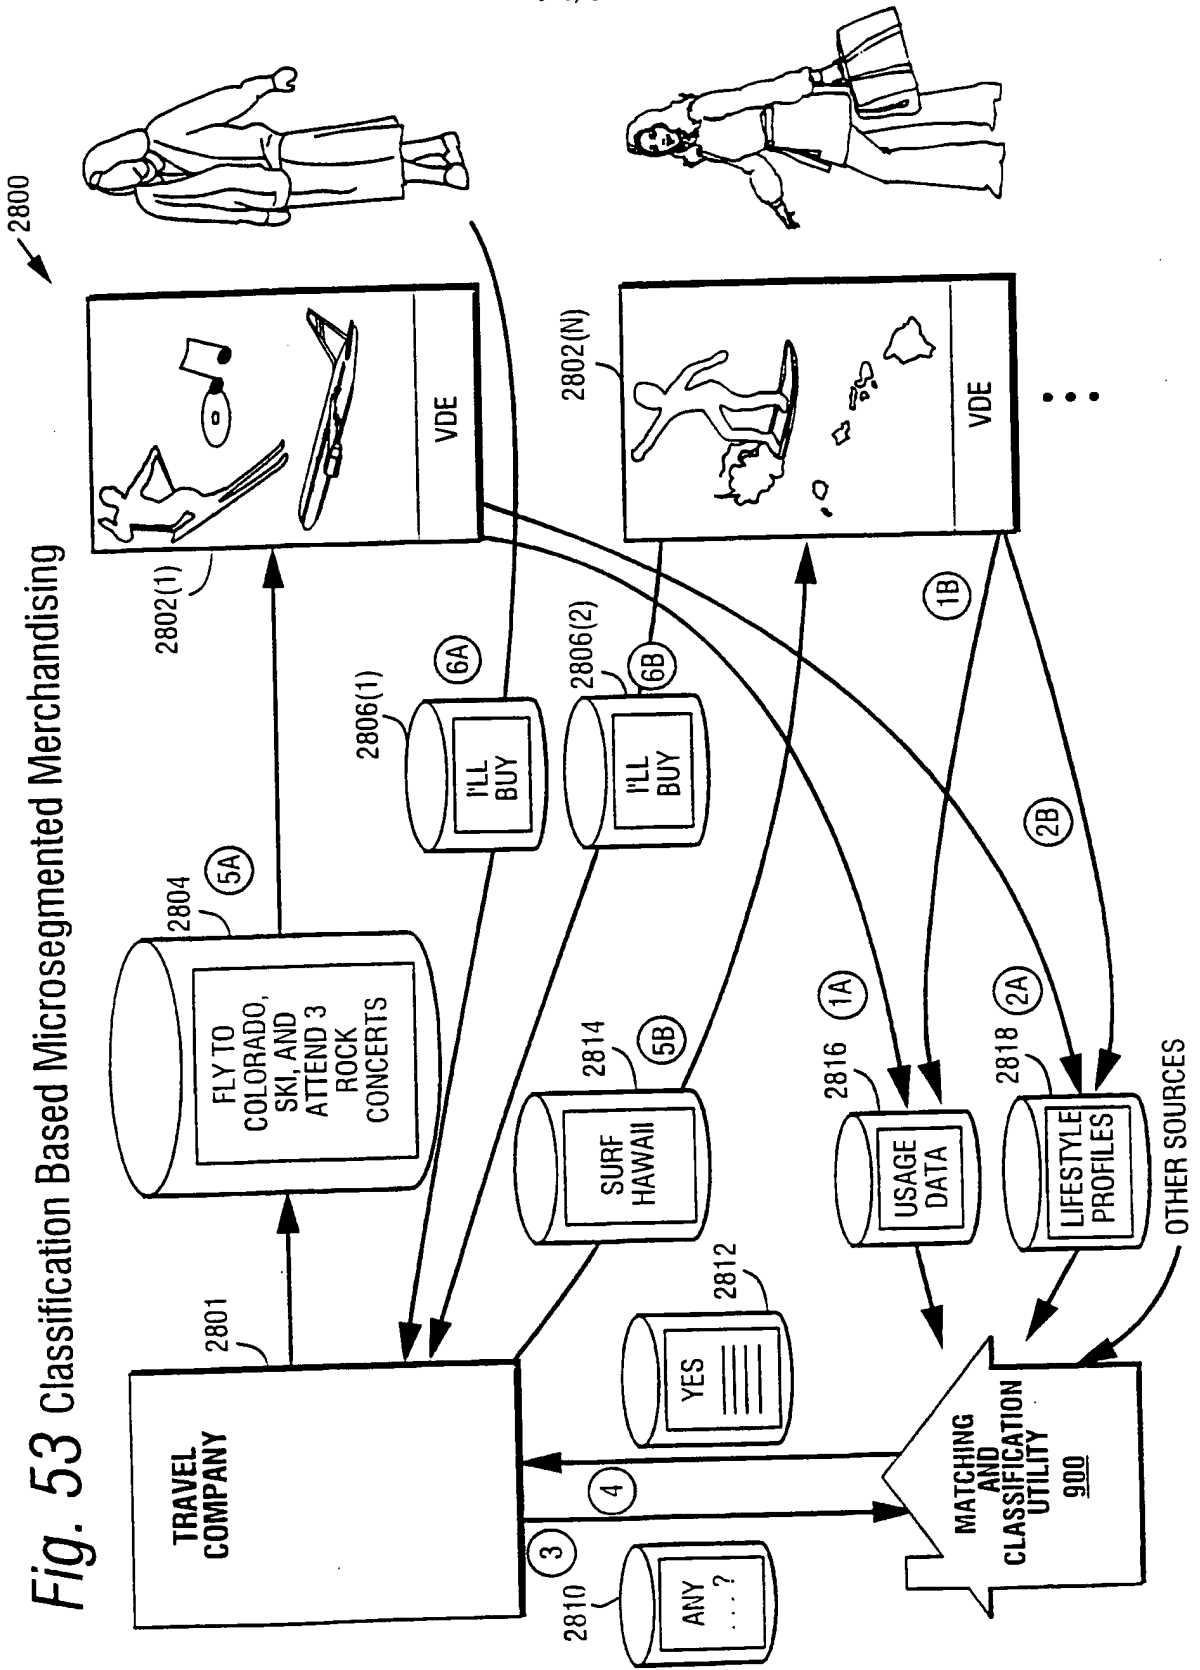 Fig. 53 Classification Based Microsegmented Merchandising
2800
TRAVEL
COMPANY
2801
FLY TO
COLORADO,
SKI, AND
ATTEND 3
ROCK
CONCERTS
2804
5A
2802(1)
VDE
I'LL
BUY
2806(1)
6A
I'LL
BUY
2806(2)
6B
2802(N)
VDE
SURF
HAWAII
2814
5B
3
4
2810
ANY
....?
YES
2812
USAGE
DATA
2816
1A
1B
LIFESTYLE
PROFILES
2818
2A
2B
MATCHING
AND
CLASSIFICATION
UTILITY
900
OTHER SOURCES